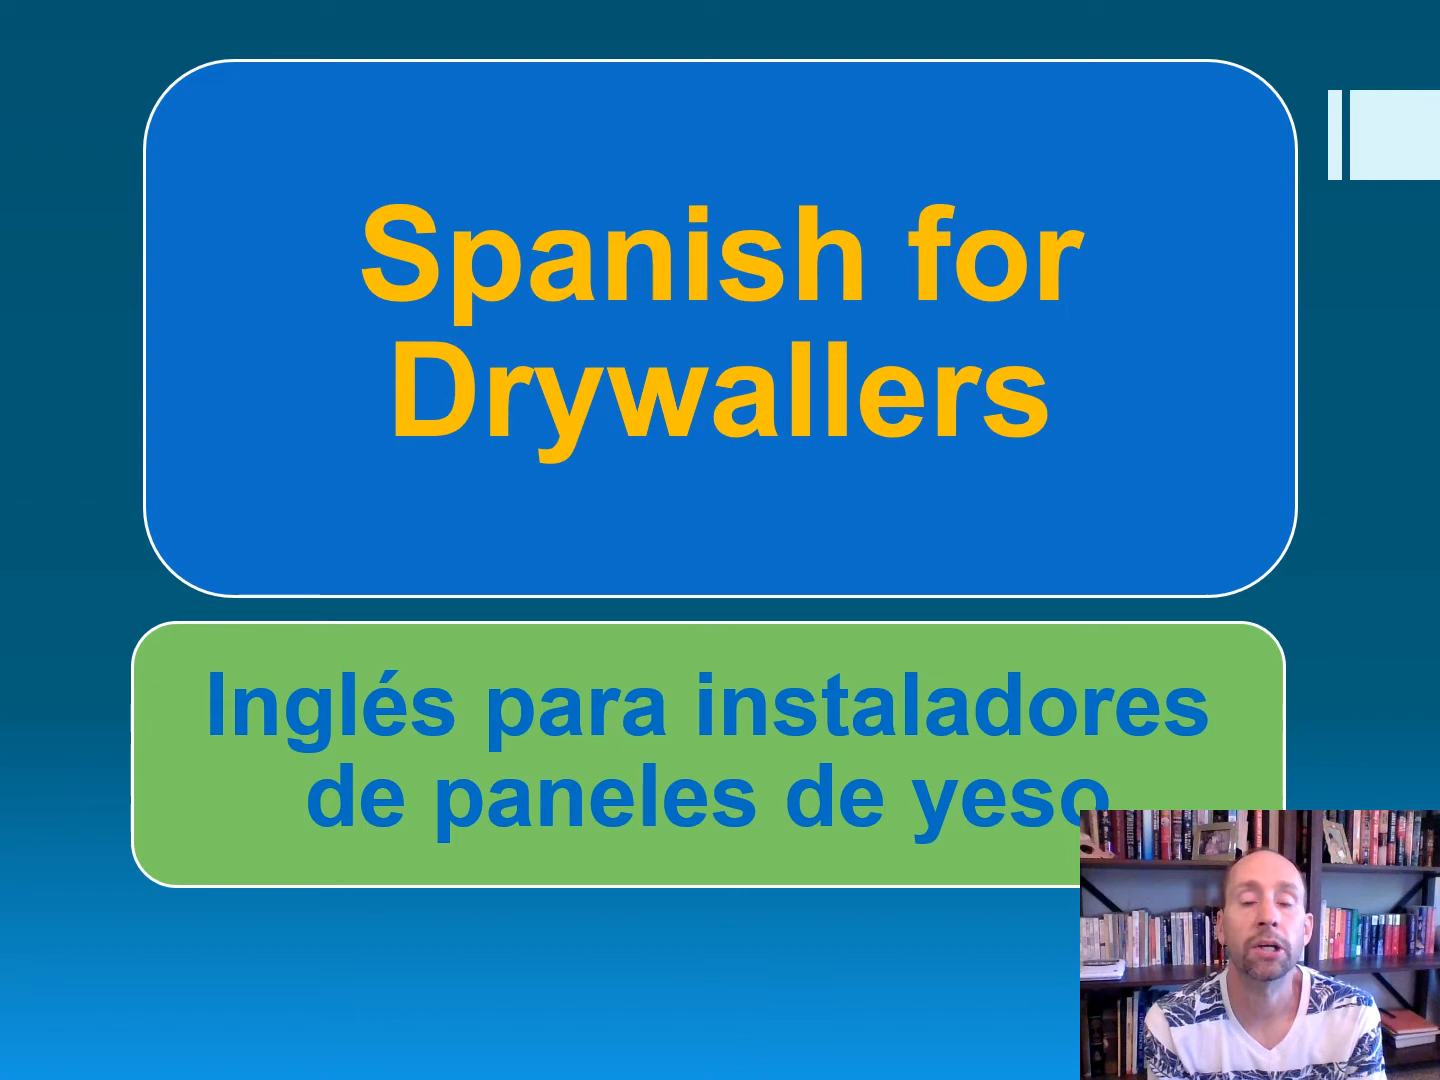 Spanish for
Drywallers
Inglés para instaladores
de paneles de yeso